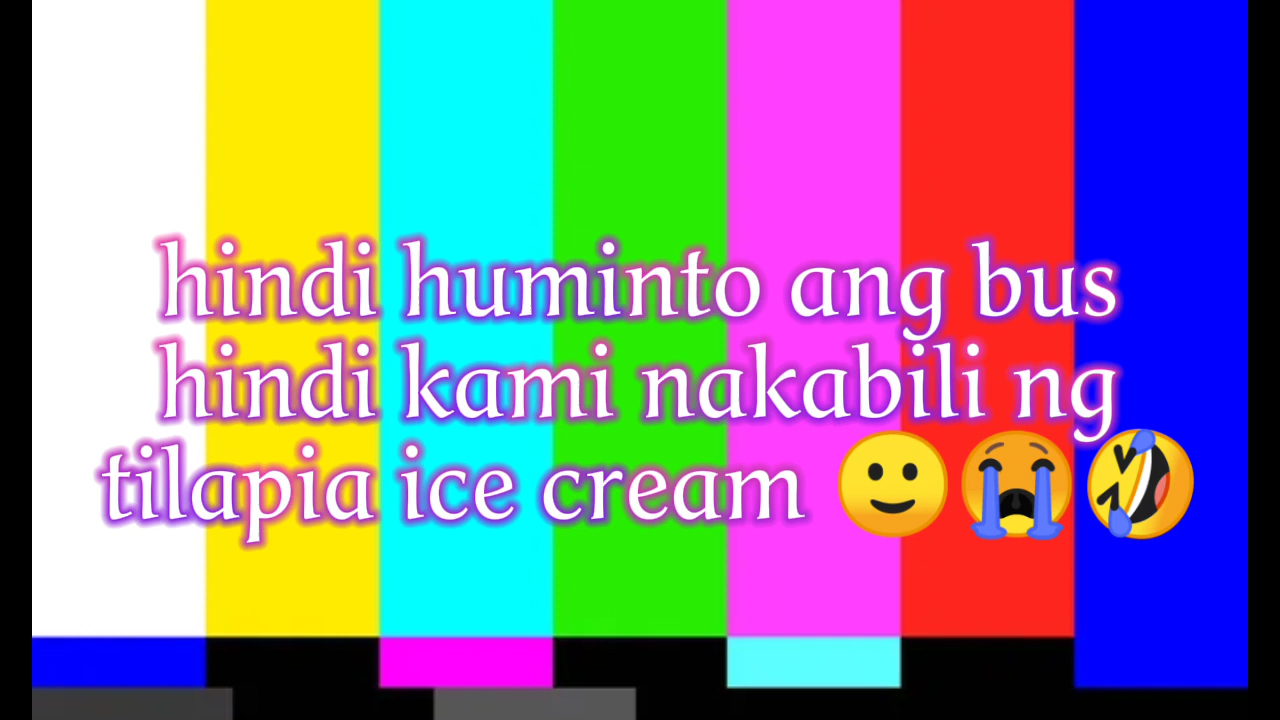 hindi huminto ang bus
hindi kami nakabili ng
tilapia ice cream 🙂😭🤣